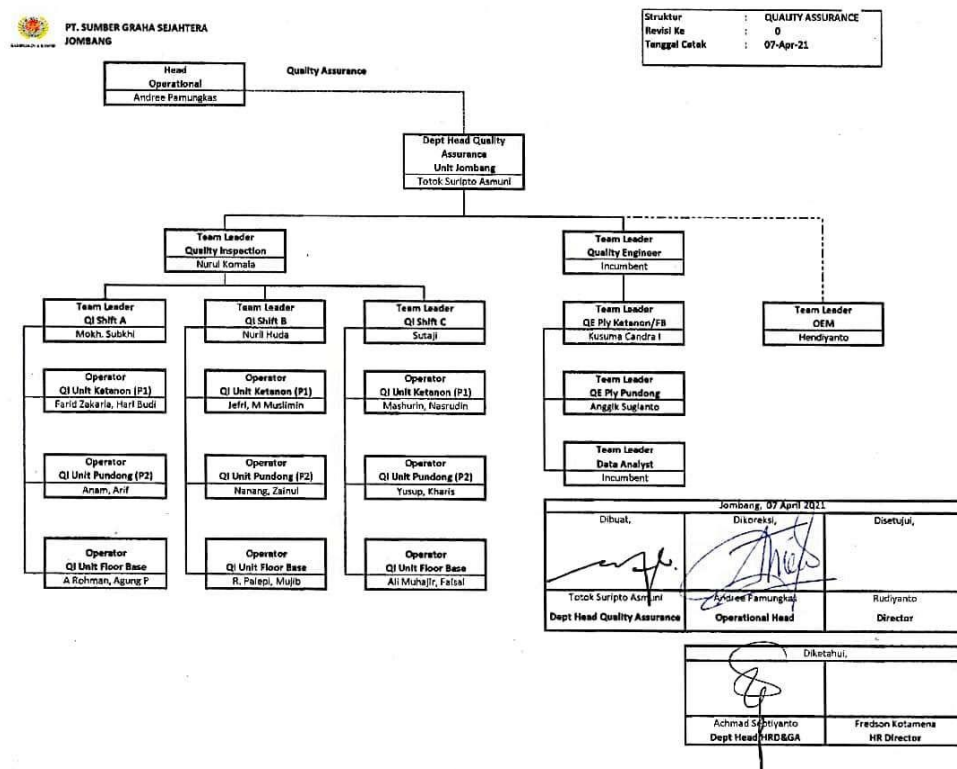 PT. SUMBER GRAHA SEJAHTERA
JOMBANG
Struktur : QUALITY ASSURANCE
Revisi Ke : 0
Tanggal Cetak : 07-Apr-21
Quality Assurance
Head
Operational
Andree Pamungkas
Dept Head Quality
Assurance
Unit Jombang
Totok Suripto Asmuni
Team Leader
Quality Inspection
Nurul Komala
Team Leader
Quality Engineer
Incumbent
Team Leader
QI Shift A
Mokh. Subkhi
Team Leader
QI Shift B
Nuril Huda
Team Leader
QI Shift C
Sutaji
Team Leader
QE Ply Ketanon/FB
Kusuma Candra I
Team Leader
OEM
Hendiyanto
Operator
QI Unit Ketanon (P1)
Farid Zakaria, Hari Budi
Operator
QI Unit Ketanon (P1)
Jefri, M Muslimin
Operator
QI Unit Ketanon (P1)
Mashurin, Nasrudin
Team Leader
QE Ply Pundong
Anggik Sugianto
Operator
QI Unit Pundong (P2)
Anam, Arif
Operator
QI Unit Pundong (P2)
Nanang, Zainul
Operator
QI Unit Pundong (P2)
Yusup, Kharis
Team Leader
Data Analyst
Incumbent
Operator
QI Unit Floor Base
A Rohman, Agung P
Operator
QI Unit Floor Base
R. Palepi, Mujib
Operator
QI Unit Floor Base
Ali Muhajir, Faisal
Jombang, 07 April 2021
Dibuat,
Dikoreksi,
Disetujui,
Totok Suripto Asmuni
Andree Pamungkas
Rudiyanto
Dept Head Quality Assurance
Operational Head
Director
Diketahui,
Achmad Septiyanto
Fredson Kotamena
Dept Head HRD&GA
HR Director